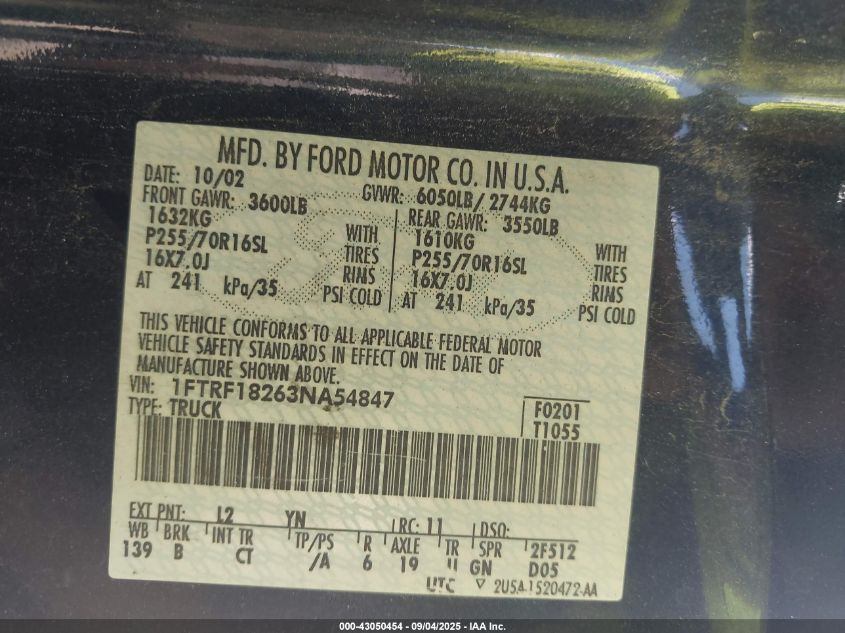 MFD. BY FORD MOTOR CO. IN U.S.A.
DATE: 10/02 GVWR: 6050LB/ 2744KG
FRONT GAWR: 3600LB REAR GAWR: 3550LB
1632KG WITH 1610KG WITH
P255/70R16SL TIRES P255/70R16SL TIRES
16X7.0J RIMS 16X7.0J RIMS
AT 241 kPa/35 PSI COLD AT 241 kPa/35 PSI COLD
THIS VEHICLE CONFORMS TO ALL APPLICABLE FEDERAL MOTOR
VEHICLE SAFETY STANDARDS IN EFFECT ON THE DATE OF
MANUFACTURE SHOWN ABOVE.
VIN: 1FTRF18263NA54847
TYPE: TRUCK
F0201
T1055
EXT PNT: L2 YN RC: 11 DSO:
WB BRK INT TR TP/PS R AXLE TR SPR 2F512
139 B CT /A 6 19 U GN D05
UTC ▽ 2U5A-1520472-AA
000-43050454 - 09/04/2025 - IAA Inc.